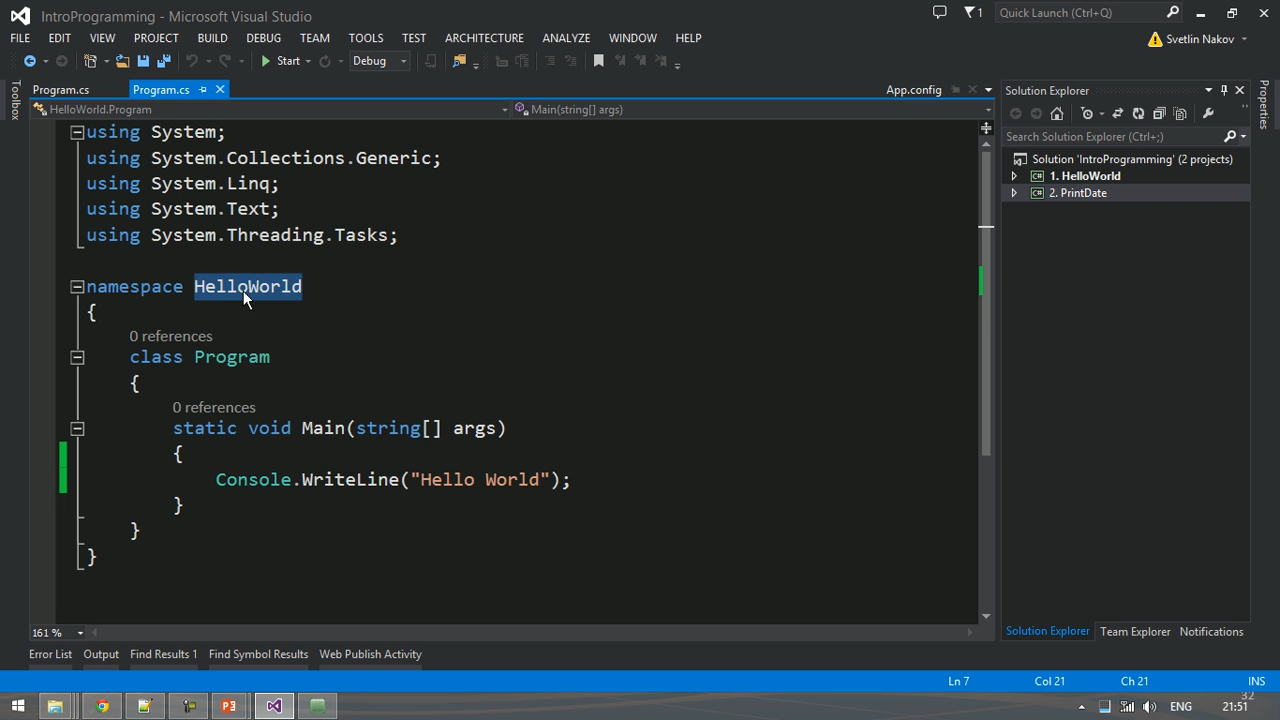 IntroProgramming - Microsoft Visual Studio
1
Quick Launch (Ctrl+Q)
FILE EDIT VIEW PROJECT BUILD DEBUG TEAM TOOLS TEST ARCHITECTURE ANALYZE WINDOW HELP
Svetlin Nakov
Start Debug
Toolbox
Program.cs Program.cs App.config
HelloWorld.Program Main(string[] args)
using System;
using System.Collections.Generic;
using System.Linq;
using System.Text;
using System.Threading.Tasks;
namespace HelloWorld
{
0 references
class Program
{
0 references
static void Main(string[] args)
{
Console.WriteLine("Hello World");
}
}
}
161 %
Solution Explorer
Search Solution Explorer (Ctrl+;)
Solution 'IntroProgramming' (2 projects)
C# 1. HelloWorld
C# 2. PrintDate
Solution Explorer Team Explorer Notifications
Properties
Error List Output Find Results 1 Find Symbol Results Web Publish Activity
Ln 7 Col 21 Ch 21 INS
32
ENG 21:51